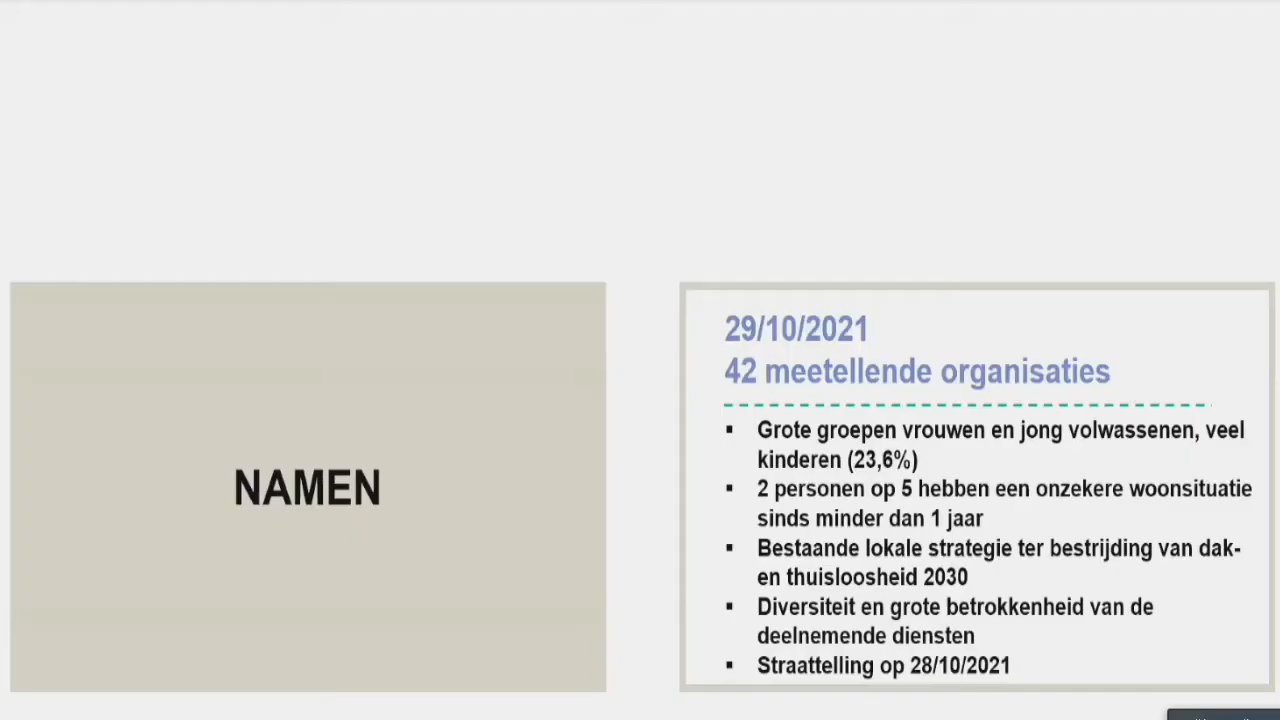 NAMEN
29/10/2021
42 meetellende organisaties
▪ Grote groepen vrouwen en jong volwassenen, veel
kinderen (23,6%)
▪ 2 personen op 5 hebben een onzekere woonsituatie
sinds minder dan 1 jaar
▪ Bestaande lokale strategie ter bestrijding van dak-
en thuisloosheid 2030
▪ Diversiteit en grote betrokkenheid van de
deelnemende diensten
▪ Straattelling op 28/10/2021